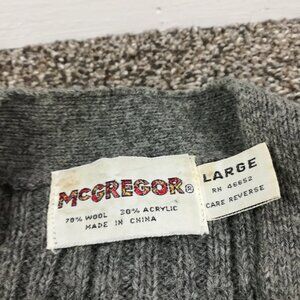 McGREGOR®
70% WOOL 30% ACRYLIC
MADE IN CHINA
LARGE
RN 46652
CARE REVERSE